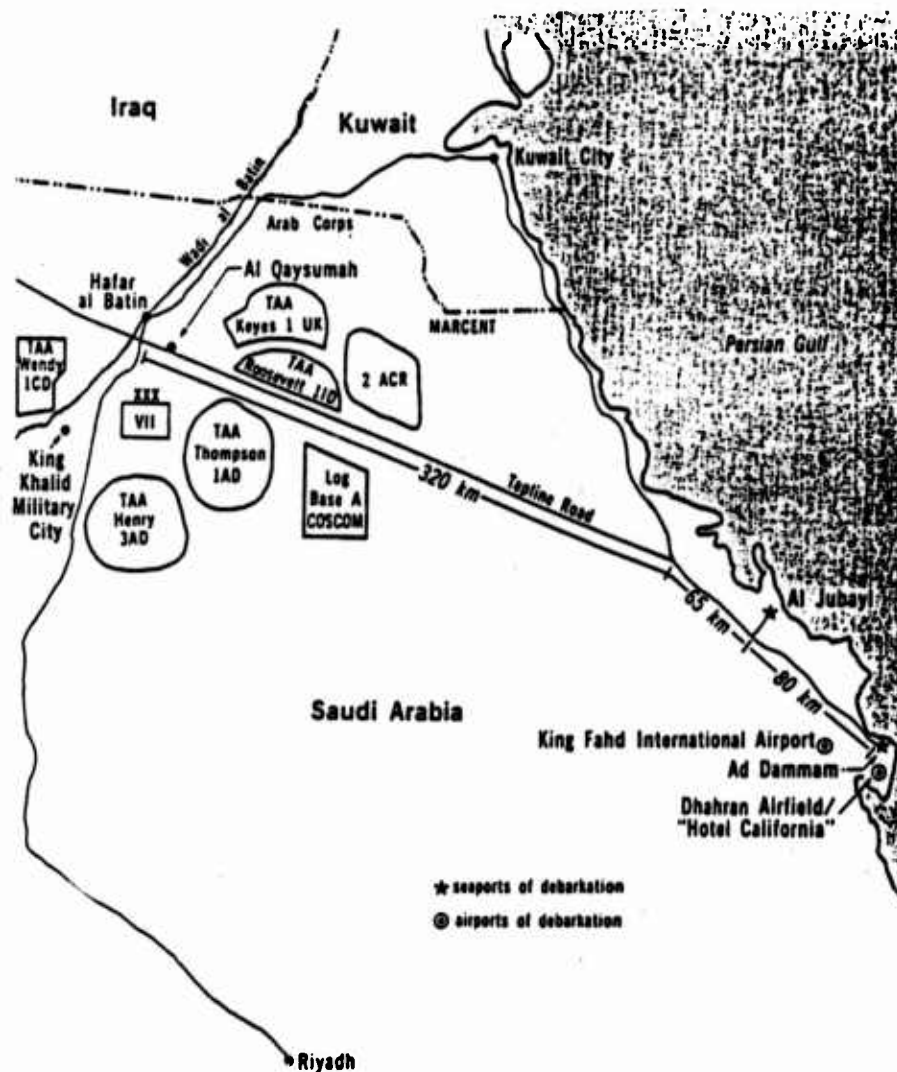 Iraq
Kuwait
Kuwait City
Wadi al Batin
Arab Corps
Al Qaysumah
Hafar
al Batin
TAA
Keyes 1 UK
MARCENT
Persian Gulf
TAA
Roosevelt 1ID
2 ACR
TAA
Wendy
1CD
XXX
VII
TAA
Thompson
1AD
King
Khalid
Military
City
TAA
Henry
3AD
Log
Base A
COSCOM
320 km
Tapline Road
Al Jubayl
65 km
80 km
Saudi Arabia
King Fahd International Airport
Ad Dammam
Dhahran Airfield/
"Hotel California"
seaports of debarkation
airports of debarkation
Riyadh